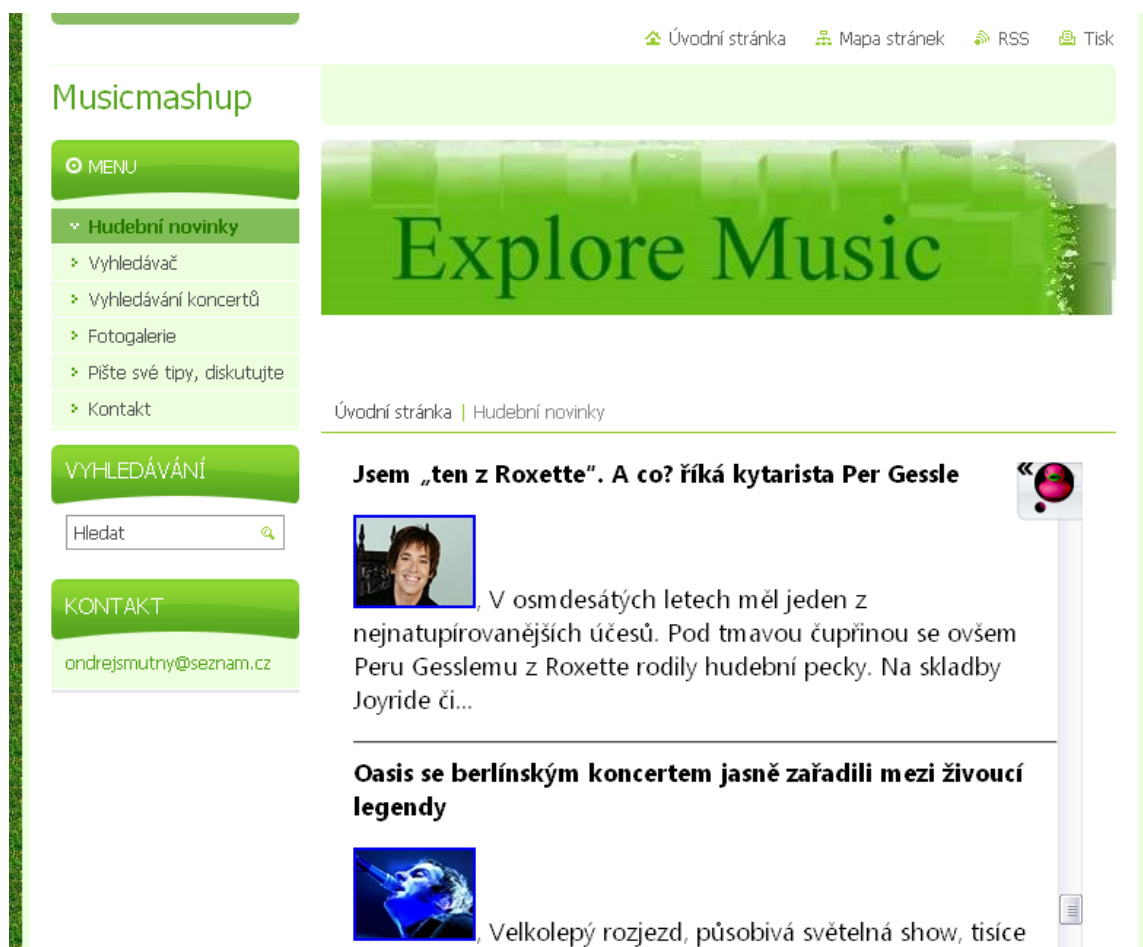 Úvodní stránka Mapa stránek RSS Tisk
Musicmashup
MENU
Hudební novinky
Vyhledávač
Vyhledávání koncertů
Fotogalerie
Pište své tipy, diskutujte
Kontakt
VYHLEDÁVÁNÍ
Hledat
KONTAKT
ondrejsmutny@seznam.cz
Explore Music
Úvodní stránka | Hudební novinky
Jsem „ten z Roxette". A co? říká kytarista Per Gessle
, V osmdesátých letech měl jeden z
nejnatupírovanějších účesů. Pod tmavou čupřinou se ovšem
Peru Gesslemu z Roxette rodily hudební pecky. Na skladby
Joyride či...
Oasis se berlínským koncertem jasně zařadili mezi živoucí
legendy
, Velkolepý rozjezd, působivá světelná show, tisíce